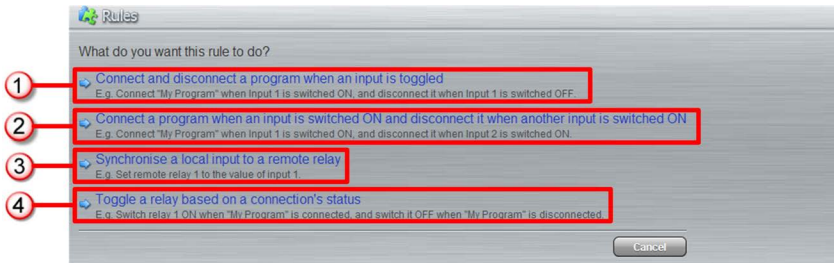 Rules
What do you want this rule to do?
1
Connect and disconnect a program when an input is toggled
E.g. Connect "My Program" when Input 1 is switched ON, and disconnect it when Input 1 is switched OFF.
2
Connect a program when an input is switched ON and disconnect it when another input is switched ON
E.g. Connect "My Program" when Input 1 is switched ON, and disconnect it when Input 2 is switched ON.
3
Synchronise a local input to a remote relay
E.g. Set remote relay 1 to the value of input 1.
4
Toggle a relay based on a connection's status
E.g. Switch relay 1 ON when "My Program" is connected, and switch it OFF when "My Program" is disconnected.
Cancel